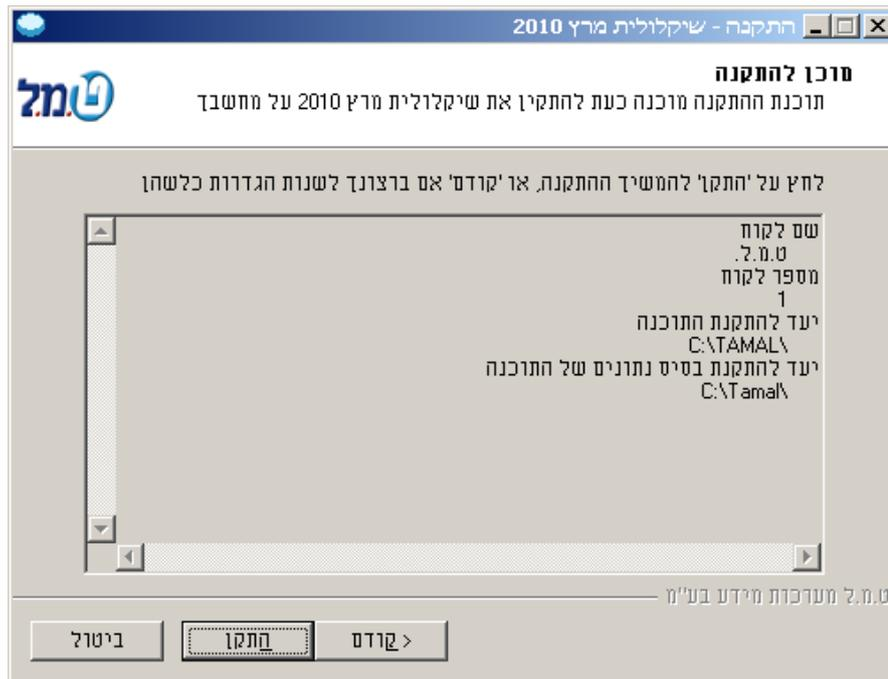 התקנה - שיקלולית מרץ 2010
מוכן להתקנה
תוכנת ההתקנה מוכנה כעת להתקין את שיקלולית מרץ 2010 על מחשבך
ט.מ.ל
לחץ על 'התקן' להמשיך ההתקנה, או 'קודם' אם ברצונך לשנות הגדרות כלשהן
שם לקוח
ט.מ.ל.
מספר לקוח
1
יעד להתקנת התוכנה
C:\TAMAL\
יעד להתקנת בסיס נתונים של התוכנה
C:\Tamal\
ט.מ.ל מערכות מידע בע"מ
< קודם
התקן
ביטול